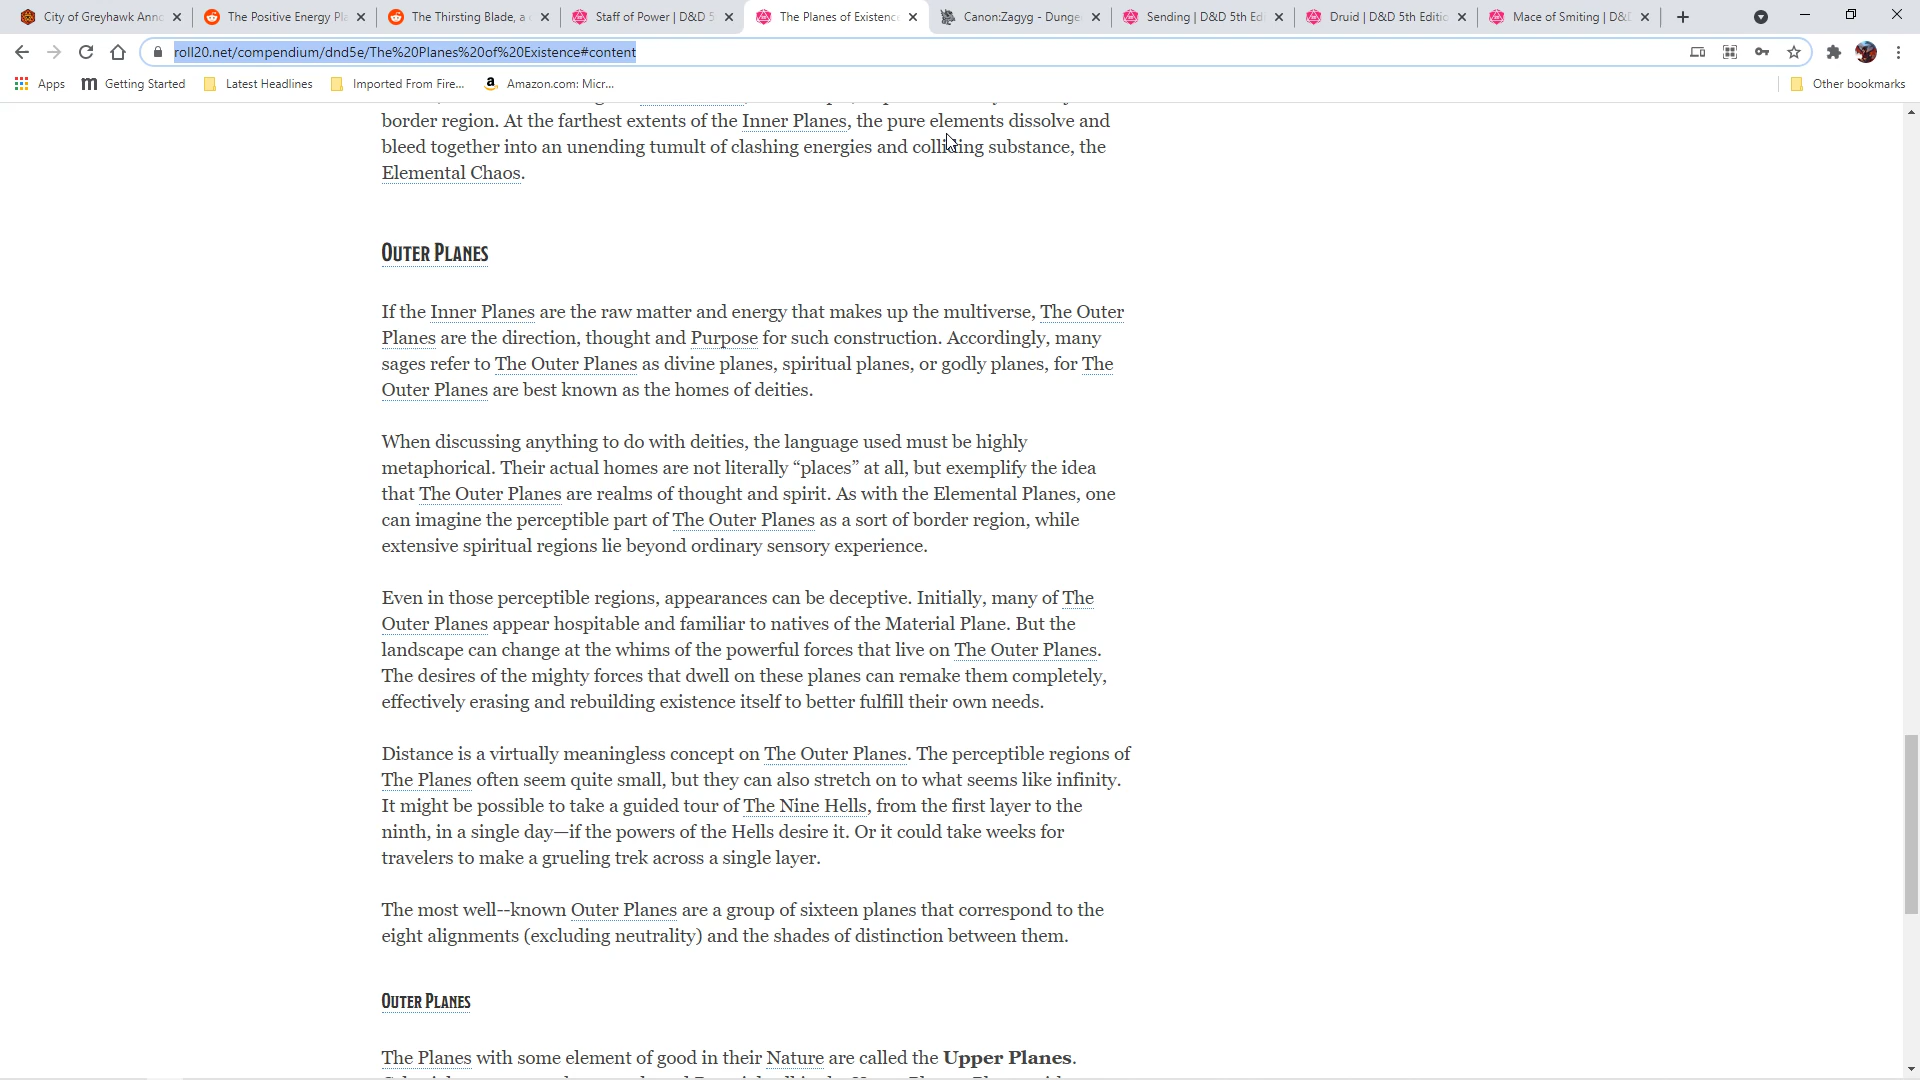 City of Greyhawk Anno
The Positive Energy Pla
The Thirsting Blade, a
Staff of Power | D&D 5
The Planes of Existence
Canon:Zagyg - Dunge
Sending | D&D 5th Edi
Druid | D&D 5th Editio
Mace of Smiting | D&D
roll20.net/compendium/dnd5e/The%20Planes%20of%20Existence#content
Apps
Getting Started
Latest Headlines
Imported From Fire...
Amazon.com: Micr...
Other bookmarks
border region. At the farthest extents of the Inner Planes, the pure elements dissolve and
bleed together into an unending tumult of clashing energies and colliding substance, the
Elemental Chaos.
OUTER PLANES
If the Inner Planes are the raw matter and energy that makes up the multiverse, The Outer
Planes are the direction, thought and Purpose for such construction. Accordingly, many
sages refer to The Outer Planes as divine planes, spiritual planes, or godly planes, for The
Outer Planes are best known as the homes of deities.
When discussing anything to do with deities, the language used must be highly
metaphorical. Their actual homes are not literally “places” at all, but exemplify the idea
that The Outer Planes are realms of thought and spirit. As with the Elemental Planes, one
can imagine the perceptible part of The Outer Planes as a sort of border region, while
extensive spiritual regions lie beyond ordinary sensory experience.
Even in those perceptible regions, appearances can be deceptive. Initially, many of The
Outer Planes appear hospitable and familiar to natives of the Material Plane. But the
landscape can change at the whims of the powerful forces that live on The Outer Planes.
The desires of the mighty forces that dwell on these planes can remake them completely,
effectively erasing and rebuilding existence itself to better fulfill their own needs.
Distance is a virtually meaningless concept on The Outer Planes. The perceptible regions of
The Planes often seem quite small, but they can also stretch on to what seems like infinity.
It might be possible to take a guided tour of The Nine Hells, from the first layer to the
ninth, in a single day—if the powers of the Hells desire it. Or it could take weeks for
travelers to make a grueling trek across a single layer.
The most well--known Outer Planes are a group of sixteen planes that correspond to the
eight alignments (excluding neutrality) and the shades of distinction between them.
OUTER PLANES
The Planes with some element of good in their Nature are called the Upper Planes.